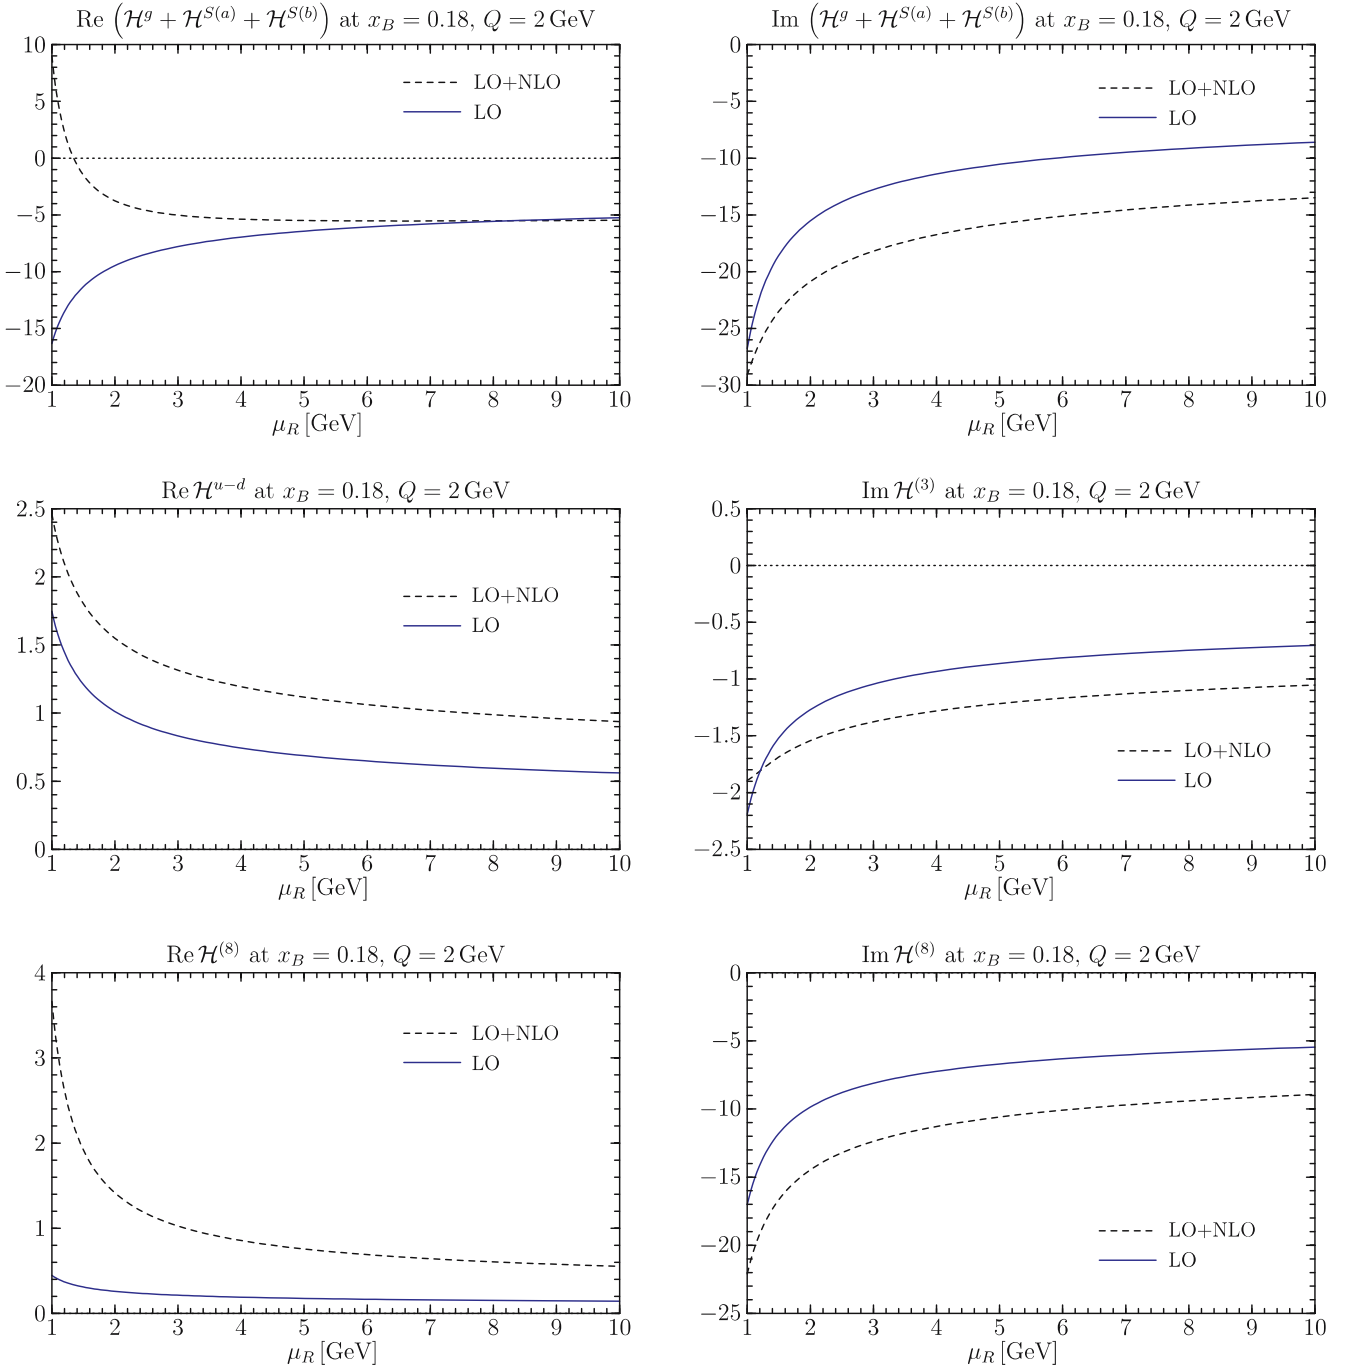 Re (ℋ^g + ℋ^{S(a)} + ℋ^{S(b)}) at x_B = 0.18, Q = 2 GeV
10
5
0
−5
−10
−15
−20
LO+NLO
LO
1 2 3 4 5 6 7 8 9 10
μ_R [GeV]
Im (ℋ^g + ℋ^{S(a)} + ℋ^{S(b)}) at x_B = 0.18, Q = 2 GeV
0
−5
−10
−15
−20
−25
−30
LO+NLO
LO
1 2 3 4 5 6 7 8 9 10
μ_R [GeV]
Re ℋ^{u−d} at x_B = 0.18, Q = 2 GeV
2.5
2
1.5
1
0.5
0
LO+NLO
LO
1 2 3 4 5 6 7 8 9 10
μ_R [GeV]
Im ℋ^{(3)} at x_B = 0.18, Q = 2 GeV
0.5
0
−0.5
−1
−1.5
−2
−2.5
LO+NLO
LO
1 2 3 4 5 6 7 8 9 10
μ_R [GeV]
Re ℋ^{(8)} at x_B = 0.18, Q = 2 GeV
4
3
2
1
0
LO+NLO
LO
1 2 3 4 5 6 7 8 9 10
μ_R [GeV]
Im ℋ^{(8)} at x_B = 0.18, Q = 2 GeV
0
−5
−10
−15
−20
−25
LO+NLO
LO
1 2 3 4 5 6 7 8 9 10
μ_R [GeV]